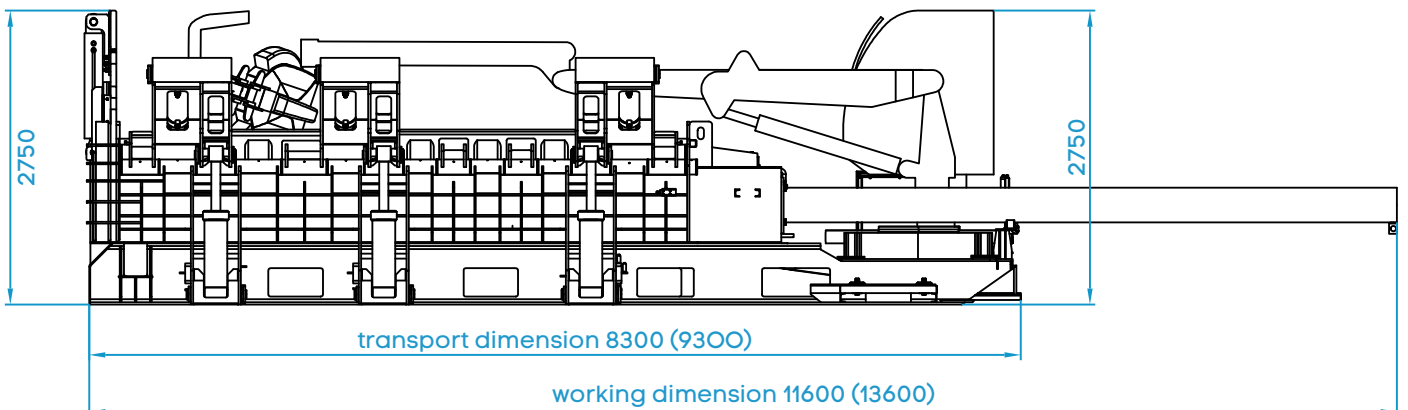 2750
2750
transport dimension 8300 (9300)
working dimension 11600 (13600)